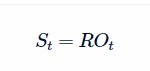 $S_t = RO_t$